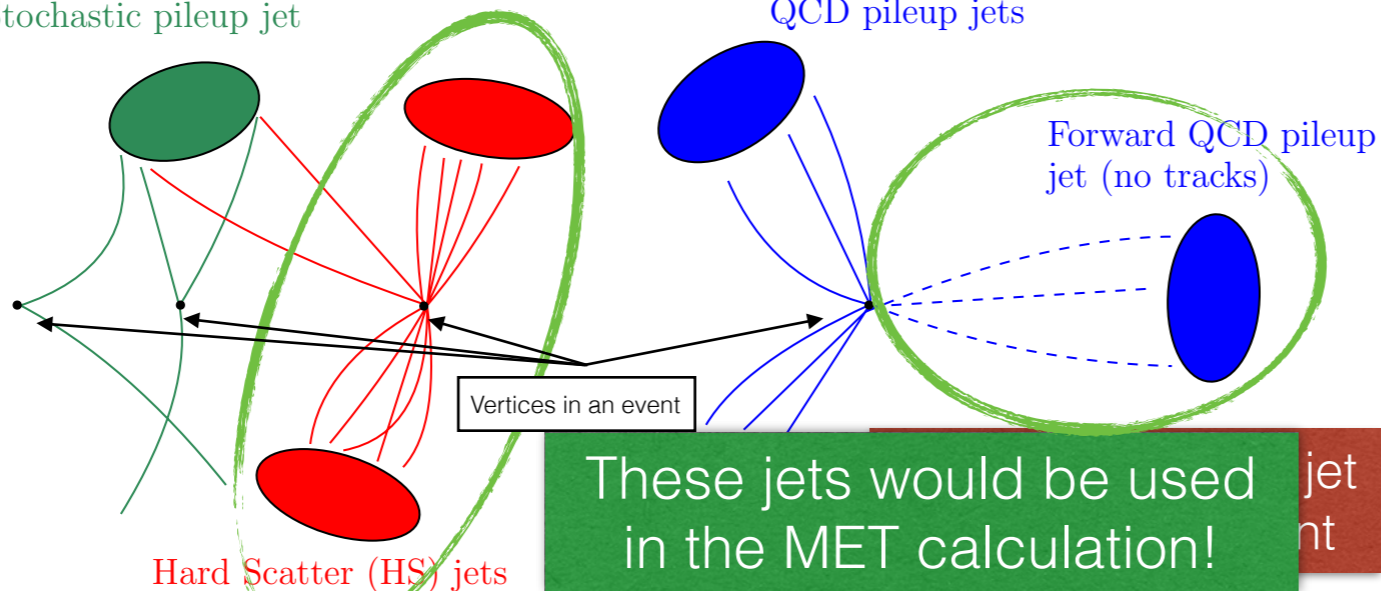 tochastic pileup jet
QCD pileup jets
Forward QCD pileup
jet (no tracks)
Vertices in an event
These jets would be used
in the MET calculation!
jet
nt
Hard Scatter (HS) jets